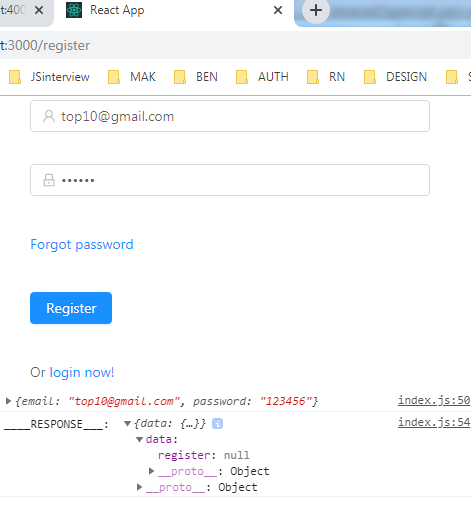 t:400
React App
t:3000/register
JSinterview MAK BEN AUTH RN DESIGN S
top10@gmail.com
••••••
Forgot password
Register
Or login now!
{email: "top10@gmail.com", password: "123456"} index.js:50
____RESPONSE___: {data: {…}} i index.js:54
data:
register: null
__proto__: Object
__proto__: Object